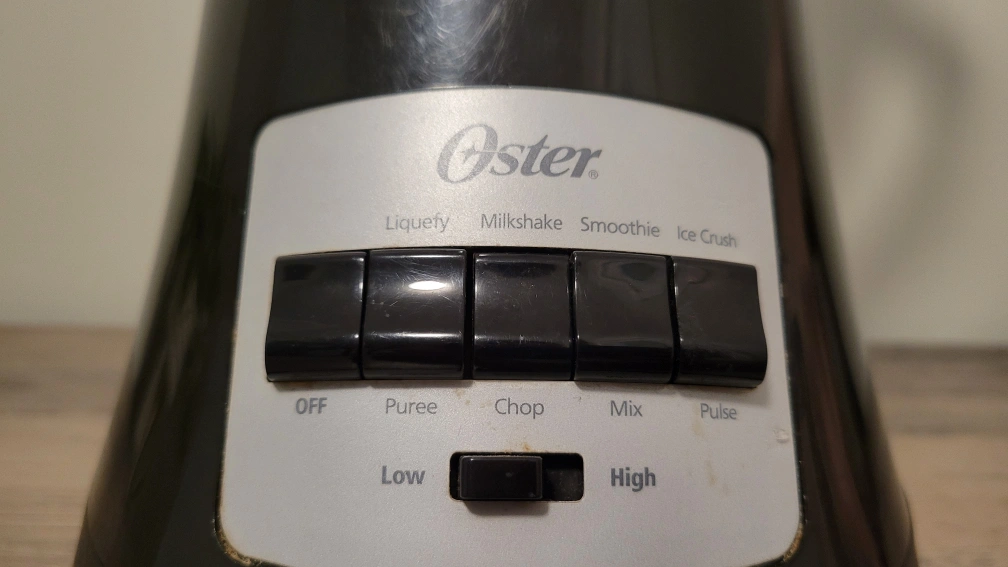 Oster®
Liquefy Milkshake Smoothie Ice Crush
OFF Puree Chop Mix Pulse
Low High